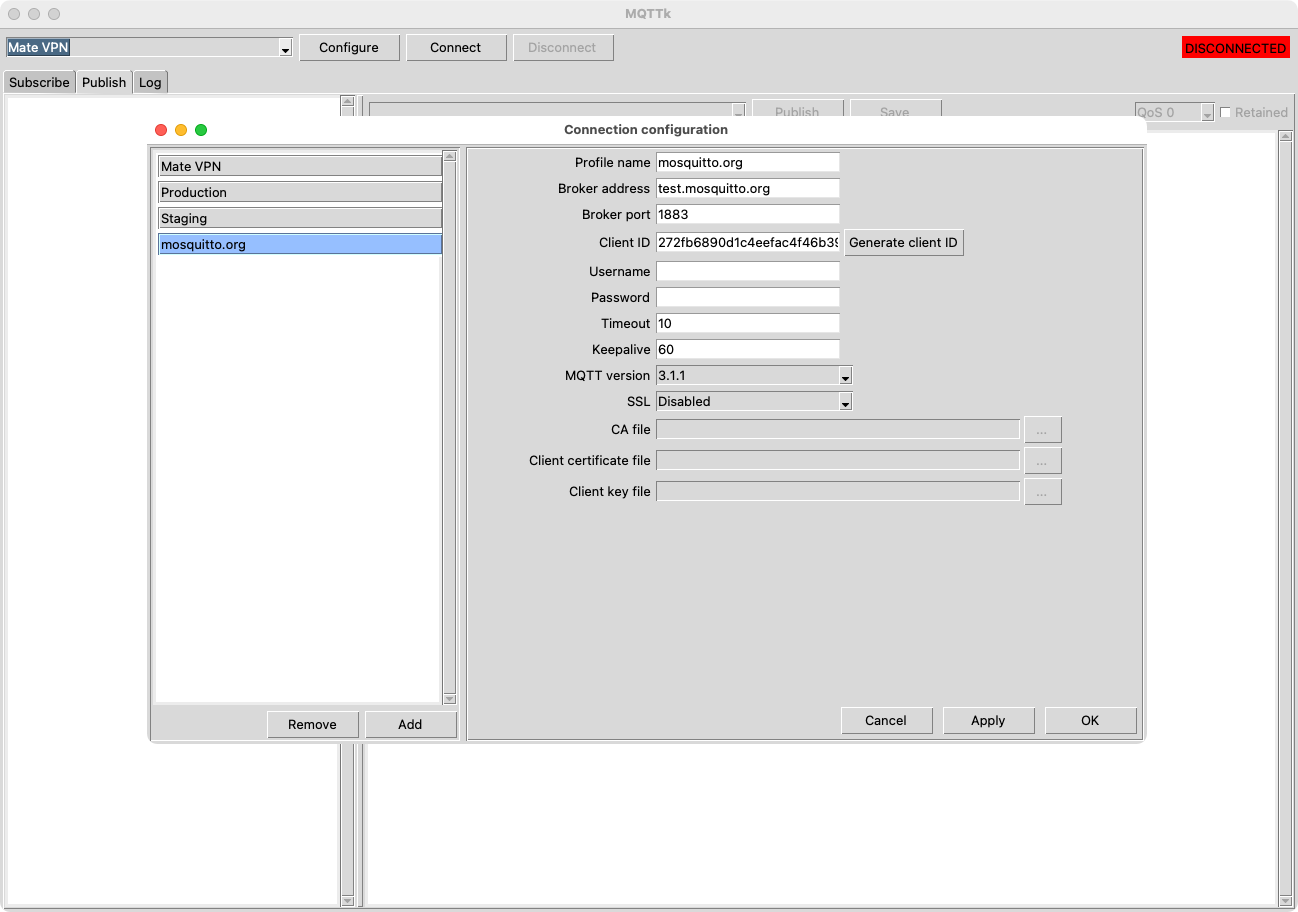 MQTTk
Mate VPN
Configure
Connect
Disconnect
DISCONNECTED
Subscribe
Publish
Log
Publish
Save
QoS 0
Retained
Connection configuration
Mate VPN
Production
Staging
mosquitto.org
Remove
Add
Profile name mosquitto.org
Broker address test.mosquitto.org
Broker port 1883
Client ID 272fb6890d1c4eefac4f46b39 Generate client ID
Username
Password
Timeout 10
Keepalive 60
MQTT version 3.1.1
SSL Disabled
CA file ...
Client certificate file ...
Client key file ...
Cancel
Apply
OK